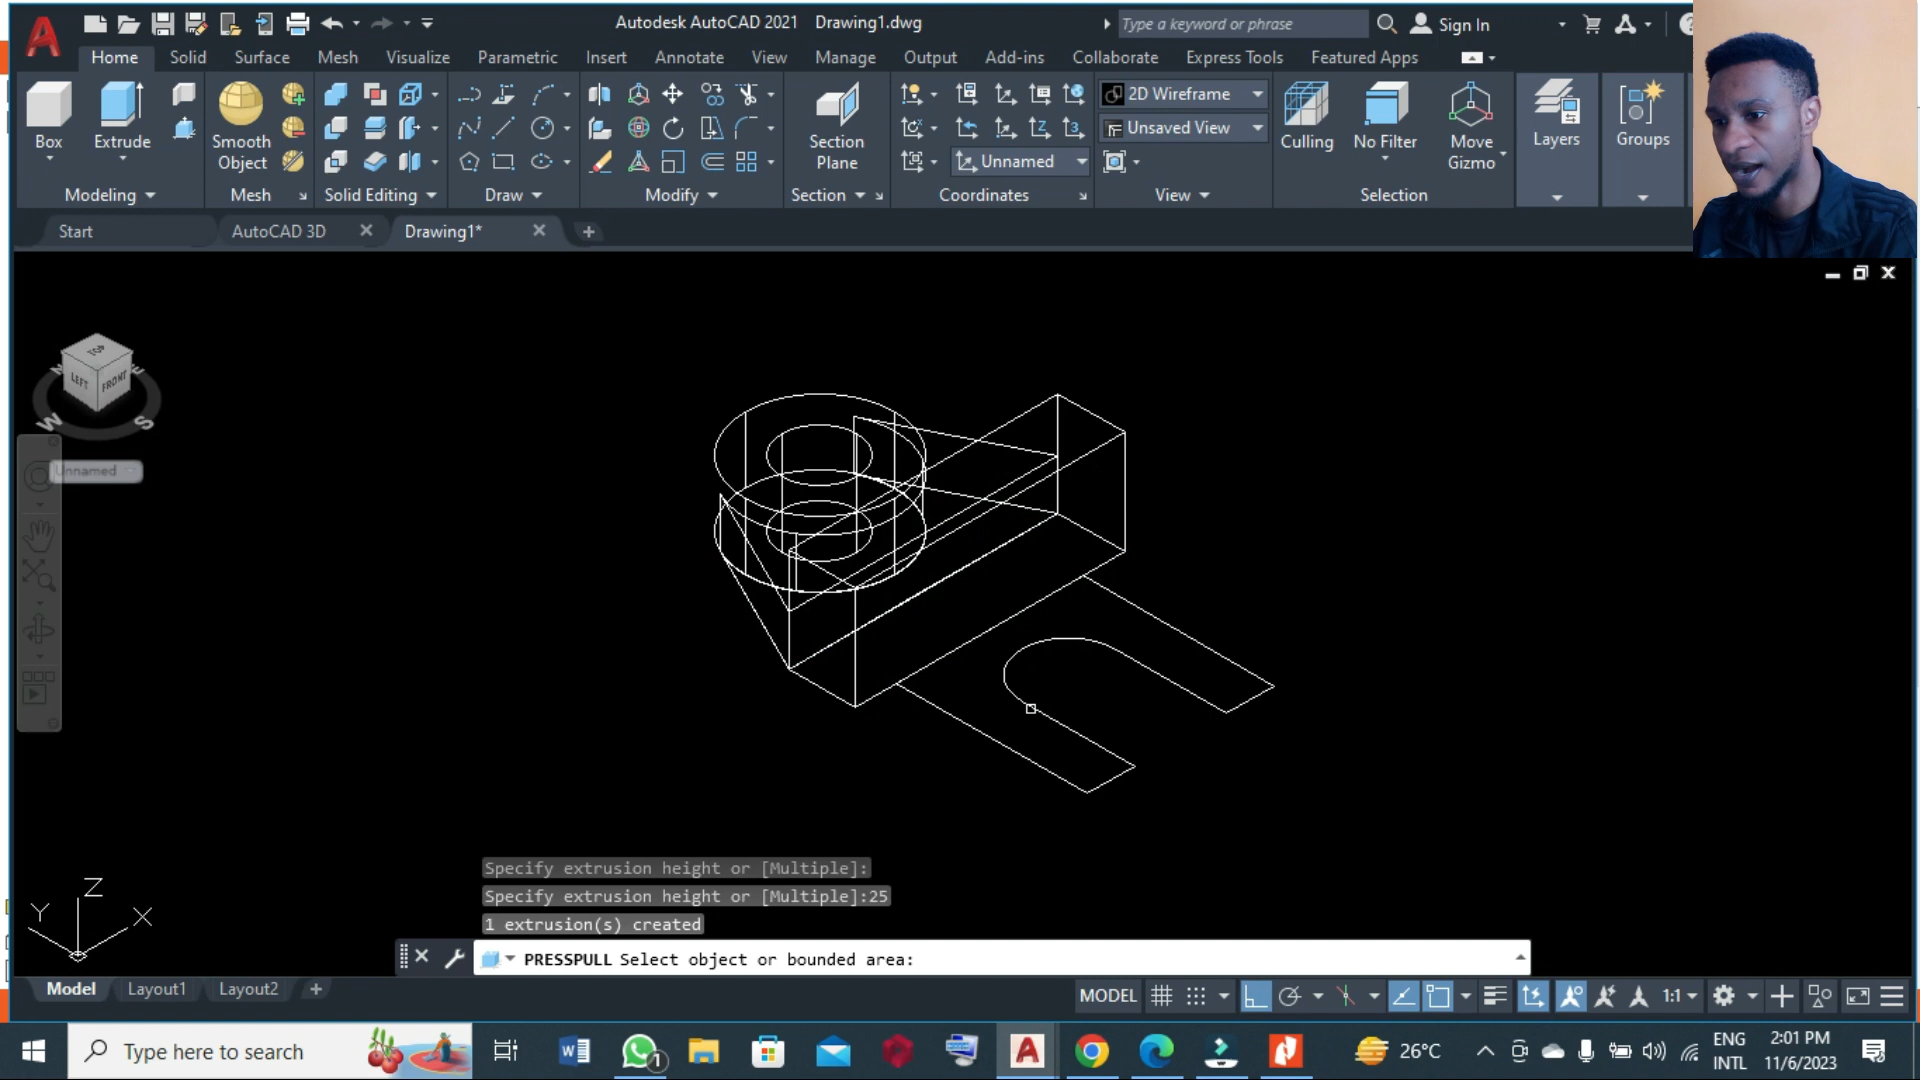 Autodesk AutoCAD 2021 Drawing1.dwg
Type a keyword or phrase
Sign In
Home Solid Surface Mesh Visualize Parametric Insert Annotate View Manage Output Add-ins Collaborate Express Tools Featured Apps
Box
Extrude
Smooth
Object
Section
Plane
2D Wireframe
Unsaved View
Unnamed
Culling
No Filter
Move
Gizmo
Layers
Groups
Modeling Mesh Solid Editing Draw Modify Section Coordinates View Selection
Start AutoCAD 3D Drawing1*
TOP
LEFT FRONT
W S
Unnamed
Z
Y X
Specify extrusion height or [Multiple]:
Specify extrusion height or [Multiple]:25
1 extrusion(s) created
PRESSPULL Select object or bounded area:
Model Layout1 Layout2
MODEL 1:1
Type here to search
1
26°C
ENG
INTL
2:01 PM
11/6/2023